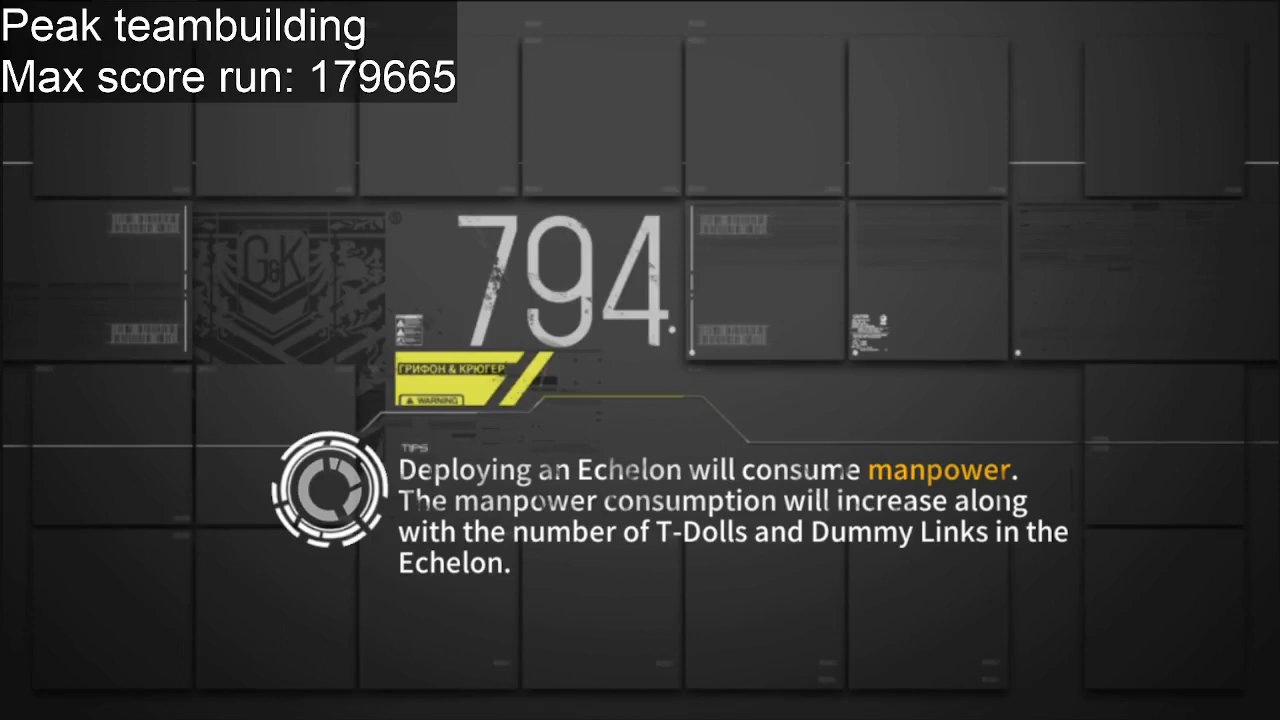 Peak teambuilding
Max score run: 179665
G&K
794.
ГРИФОН & КРЮГЕР
WARNING
TIPS
Deploying an Echelon will consume manpower.
The manpower consumption will increase along
with the number of T-Dolls and Dummy Links in the
Echelon.